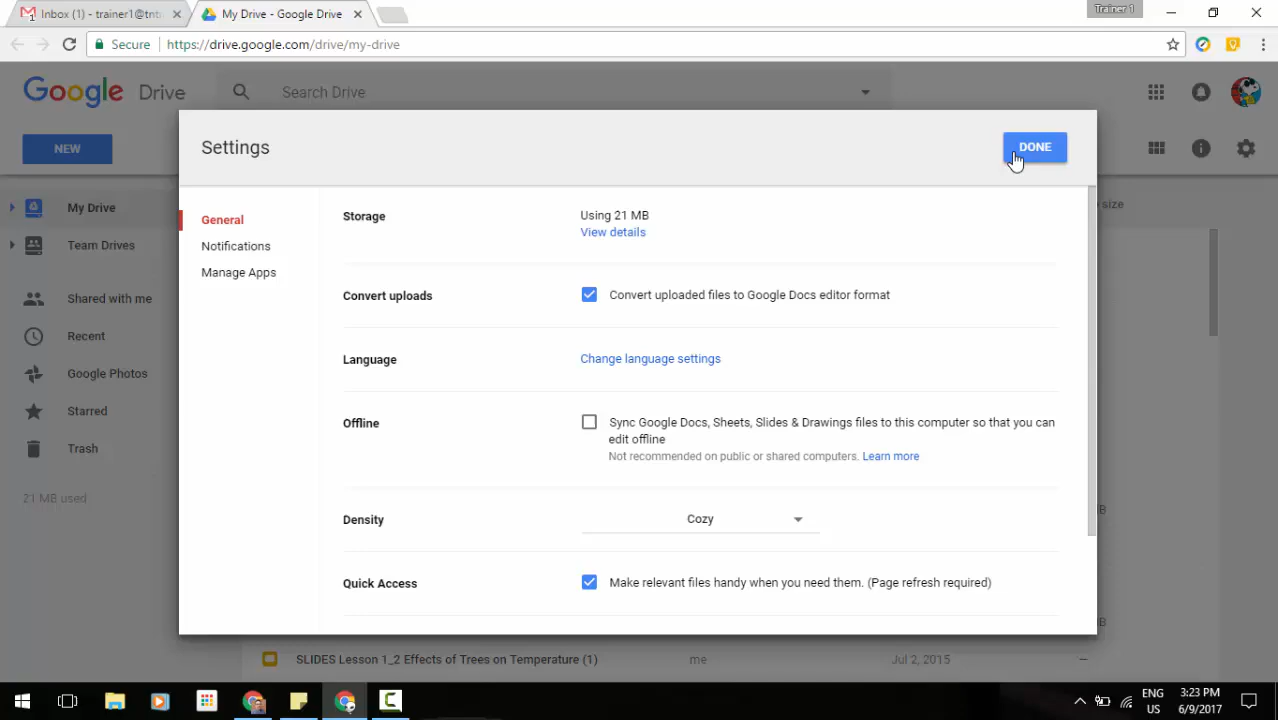 Inbox (1) - trainer1@tnt
My Drive - Google Drive
Trainer 1
Secure
https://drive.google.com/drive/my-drive
Google Drive
Search Drive
NEW
Settings
DONE
My Drive
Team Drives
Shared with me
Recent
Google Photos
Starred
Trash
21 MB used
General
Notifications
Manage Apps
Storage
Using 21 MB
View details
Convert uploads
Convert uploaded files to Google Docs editor format
Language
Change language settings
Offline
Sync Google Docs, Sheets, Slides & Drawings files to this computer so that you can
edit offline
Not recommended on public or shared computers. Learn more
Density
Cozy
Quick Access
Make relevant files handy when you need them. (Page refresh required)
size
B
B
SLIDES Lesson 1_2 Effects of Trees on Temperature (1)
me
Jul 2, 2015
—
ENG
US
3:23 PM
6/9/2017